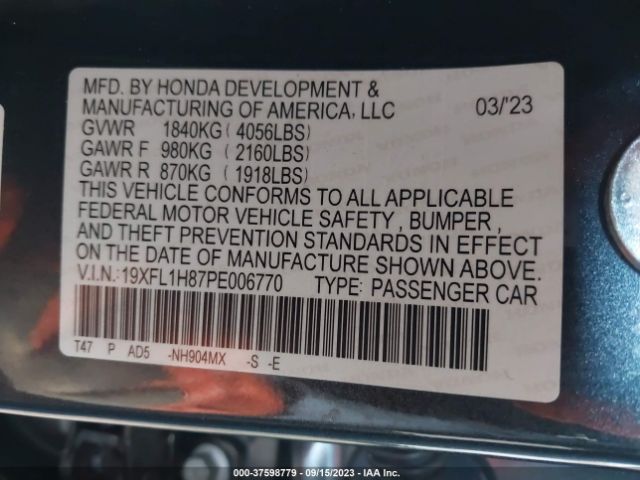 MFD. BY HONDA DEVELOPMENT &
MANUFACTURING OF AMERICA, LLC 03/'23
GVWR 1840KG ( 4056LBS)
GAWR F 980KG ( 2160LBS)
GAWR R 870KG ( 1918LBS)
THIS VEHICLE CONFORMS TO ALL APPLICABLE
FEDERAL MOTOR VEHICLE SAFETY , BUMPER ,
AND THEFT PREVENTION STANDARDS IN EFFECT
ON THE DATE OF MANUFACTURE SHOWN ABOVE.
V.I.N.:19XFL1H87PE006770 TYPE: PASSENGER CAR
T47 P AD5 -NH904MX -S -E
000-37598779 - 09/15/2023 - IAA Inc.